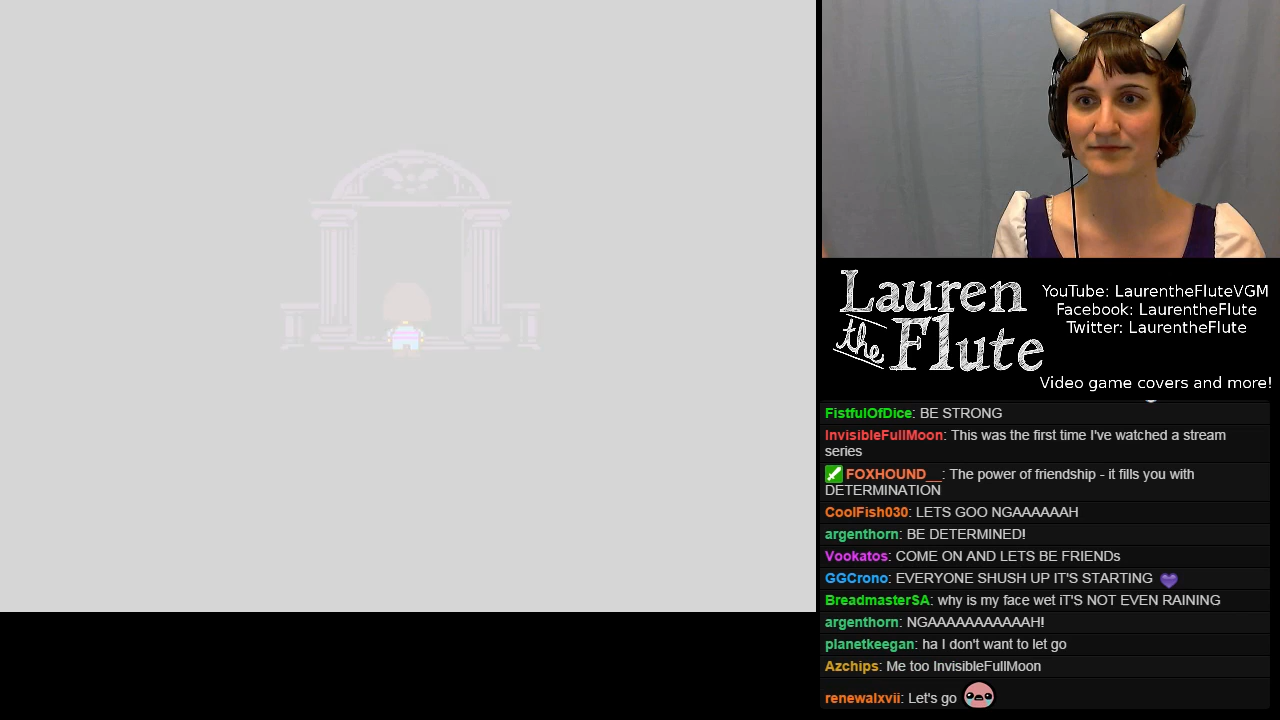 Lauren
the Flute
YouTube: LaurentheFluteVGM
Facebook: LaurentheFlute
Twitter: LaurentheFlute
Video game covers and more!
FistfulOfDice: BE STRONG
InvisibleFullMoon: This was the first time I've watched a stream
series
FOXHOUND__: The power of friendship - it fills you with
DETERMINATION
CoolFish030: LETS GOO NGAAAAAAH
argenthorn: BE DETERMINED!
Vookatos: COME ON AND LETS BE FRIENDs
GGCrono: EVERYONE SHUSH UP IT'S STARTING
BreadmasterSA: why is my face wet iT'S NOT EVEN RAINING
argenthorn: NGAAAAAAAAAAAH!
planetkeegan: ha I don't want to let go
Azchips: Me too InvisibleFullMoon
renewalxvii: Let's go